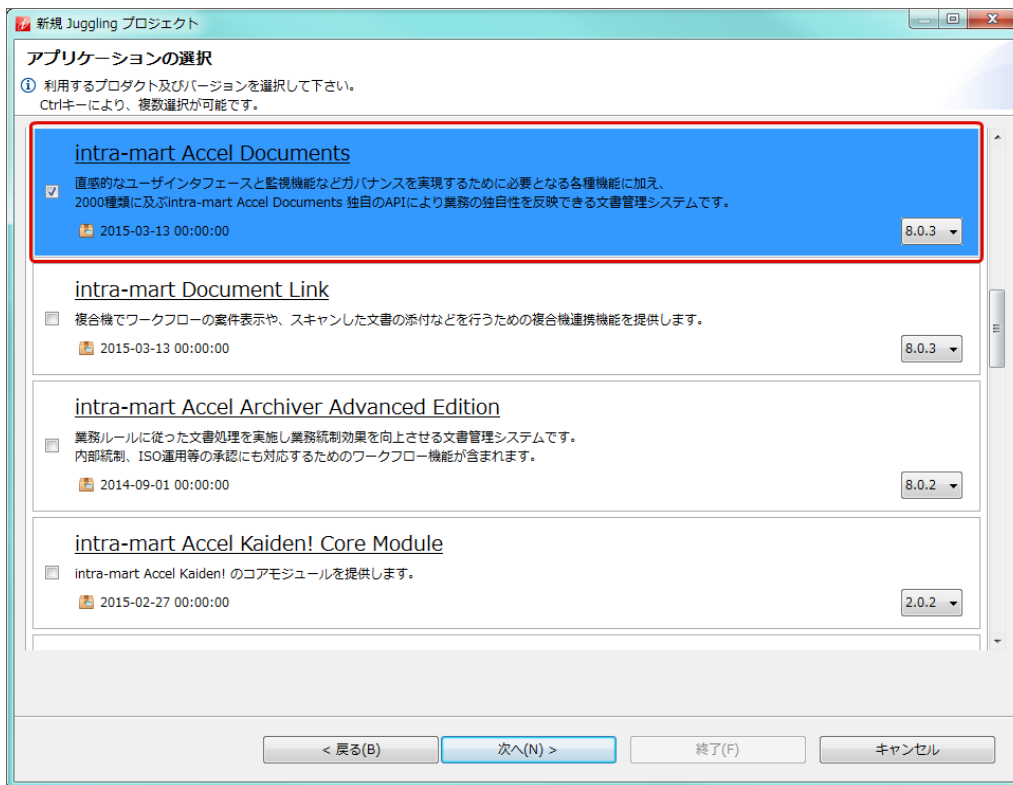 新規 Juggling プロジェクト
アプリケーションの選択
利用するプロダクト及びバージョンを選択して下さい。
Ctrlキーにより、複数選択が可能です。
intra-mart Accel Documents
直感的なユーザインタフェースと監視機能などガバナンスを実現するために必要となる各種機能に加え、
2000種類に及ぶintra-mart Accel Documents 独自のAPIにより業務の独自性を反映できる文書管理システムです。
2015-03-13 00:00:00
8.0.3
intra-mart Document Link
複合機でワークフローの案件表示や、スキャンした文書の添付などを行うための複合機連携機能を提供します。
2015-03-13 00:00:00
8.0.3
intra-mart Accel Archiver Advanced Edition
業務ルールに従った文書処理を実施し業務統制効果を向上させる文書管理システムです。
内部統制、ISO運用等の承認にも対応するためのワークフロー機能が含まれます。
2014-09-01 00:00:00
8.0.2
intra-mart Accel Kaiden! Core Module
intra-mart Accel Kaiden! のコアモジュールを提供します。
2015-02-27 00:00:00
2.0.2
< 戻る(B)
次へ(N) >
終了(F)
キャンセル